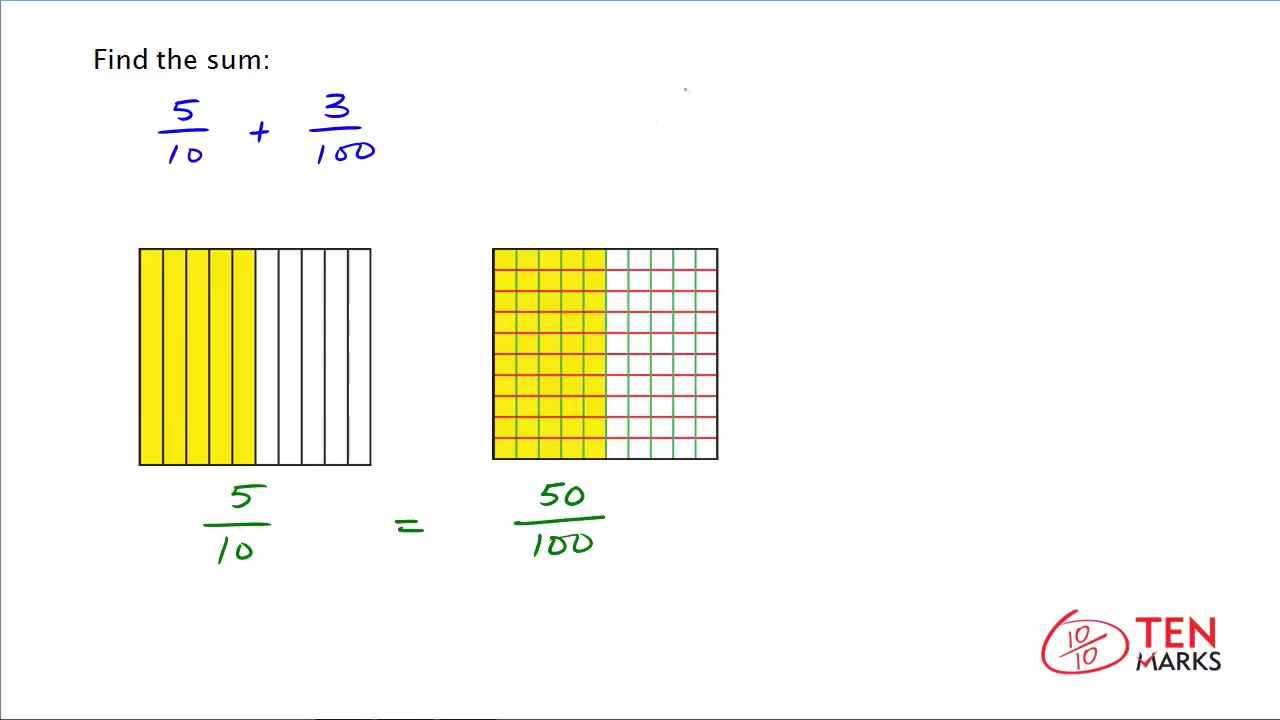 Find the sum:
5/10 + 3/100
5/10 = 50/100
10/10 TEN
MARKS